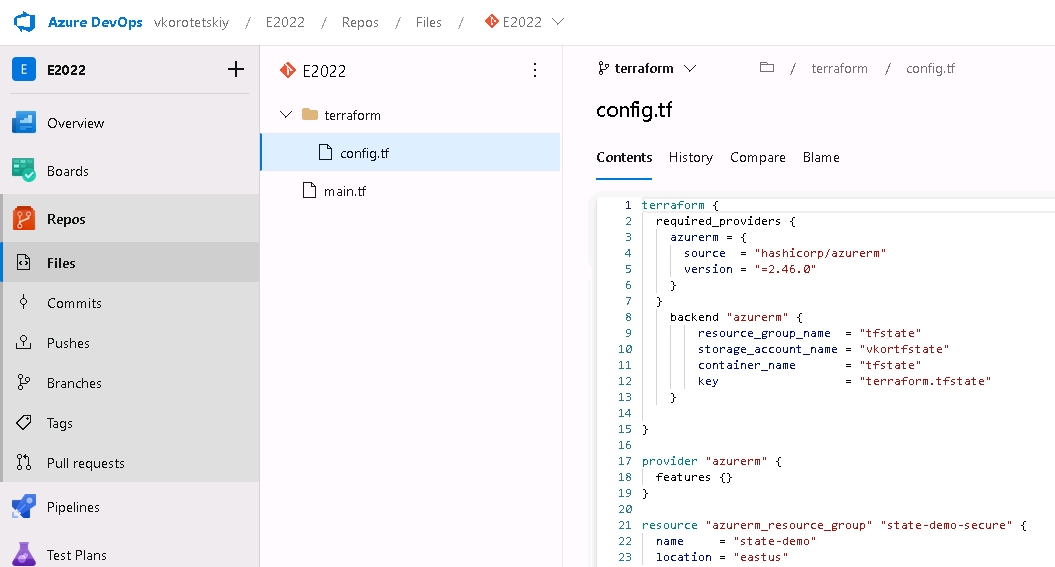 Azure DevOps vkorotetskiy / E2022 / Repos / Files / E2022
E E2022 +
Overview
Boards
Repos
Files
Commits
Pushes
Branches
Tags
Pull requests
Pipelines
Test Plans
E2022
terraform
config.tf
main.tf
terraform / terraform / config.tf
config.tf
Contents History Compare Blame
1 terraform {
2 required_providers {
3 azurerm = {
4 source = "hashicorp/azurerm"
5 version = "=2.46.0"
6 }
7 }
8 backend "azurerm" {
9 resource_group_name = "tfstate"
10 storage_account_name = "vkortfstate"
11 container_name = "tfstate"
12 key = "terraform.tfstate"
13 }
14
15 }
16
17 provider "azurerm" {
18 features {}
19 }
20
21 resource "azurerm_resource_group" "state-demo-secure" {
22 name = "state-demo"
23 location = "eastus"